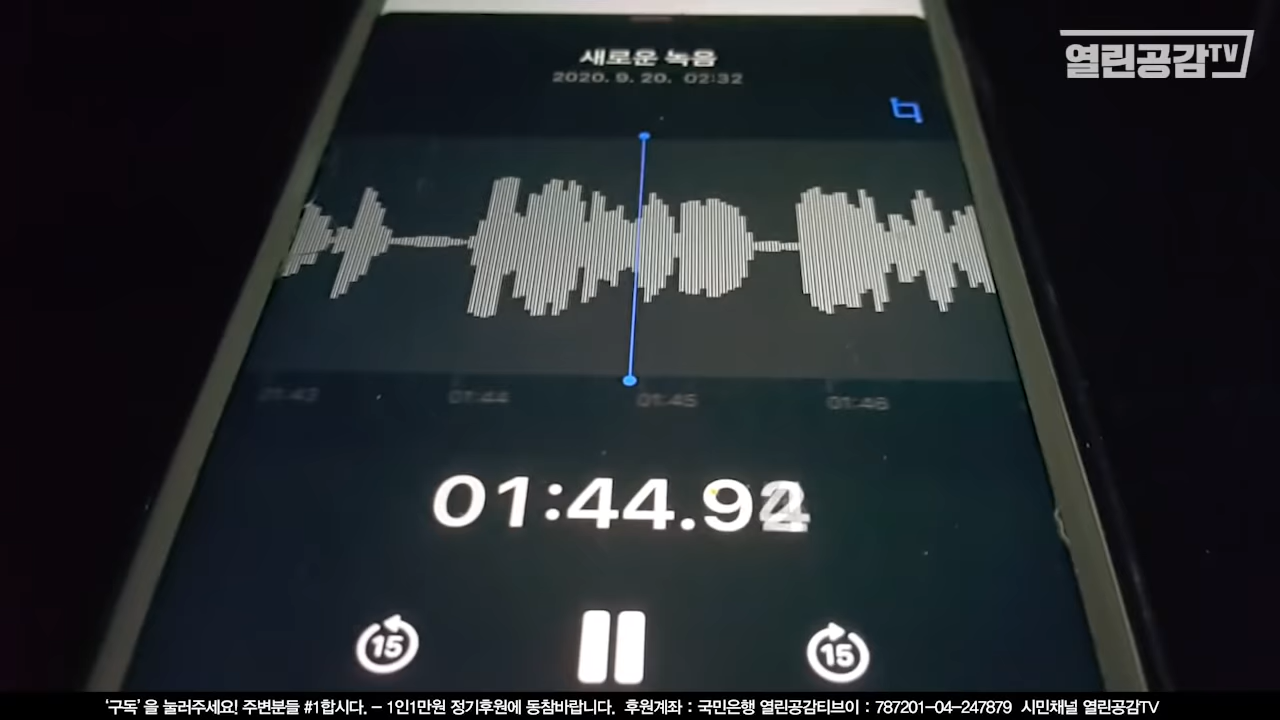 열린공감TV
새로운 녹음
2020. 9. 20. 02:32
01:43 01:44 01:45 01:46
01:44.9
15 15
'구독'을 눌러주세요! 주변분들 #1합시다. - 1인1만원 정기후원에 동참바랍니다. 후원계좌 : 국민은행 열린공감티브이 : 787201-04-247879 시민채널 열린공감TV